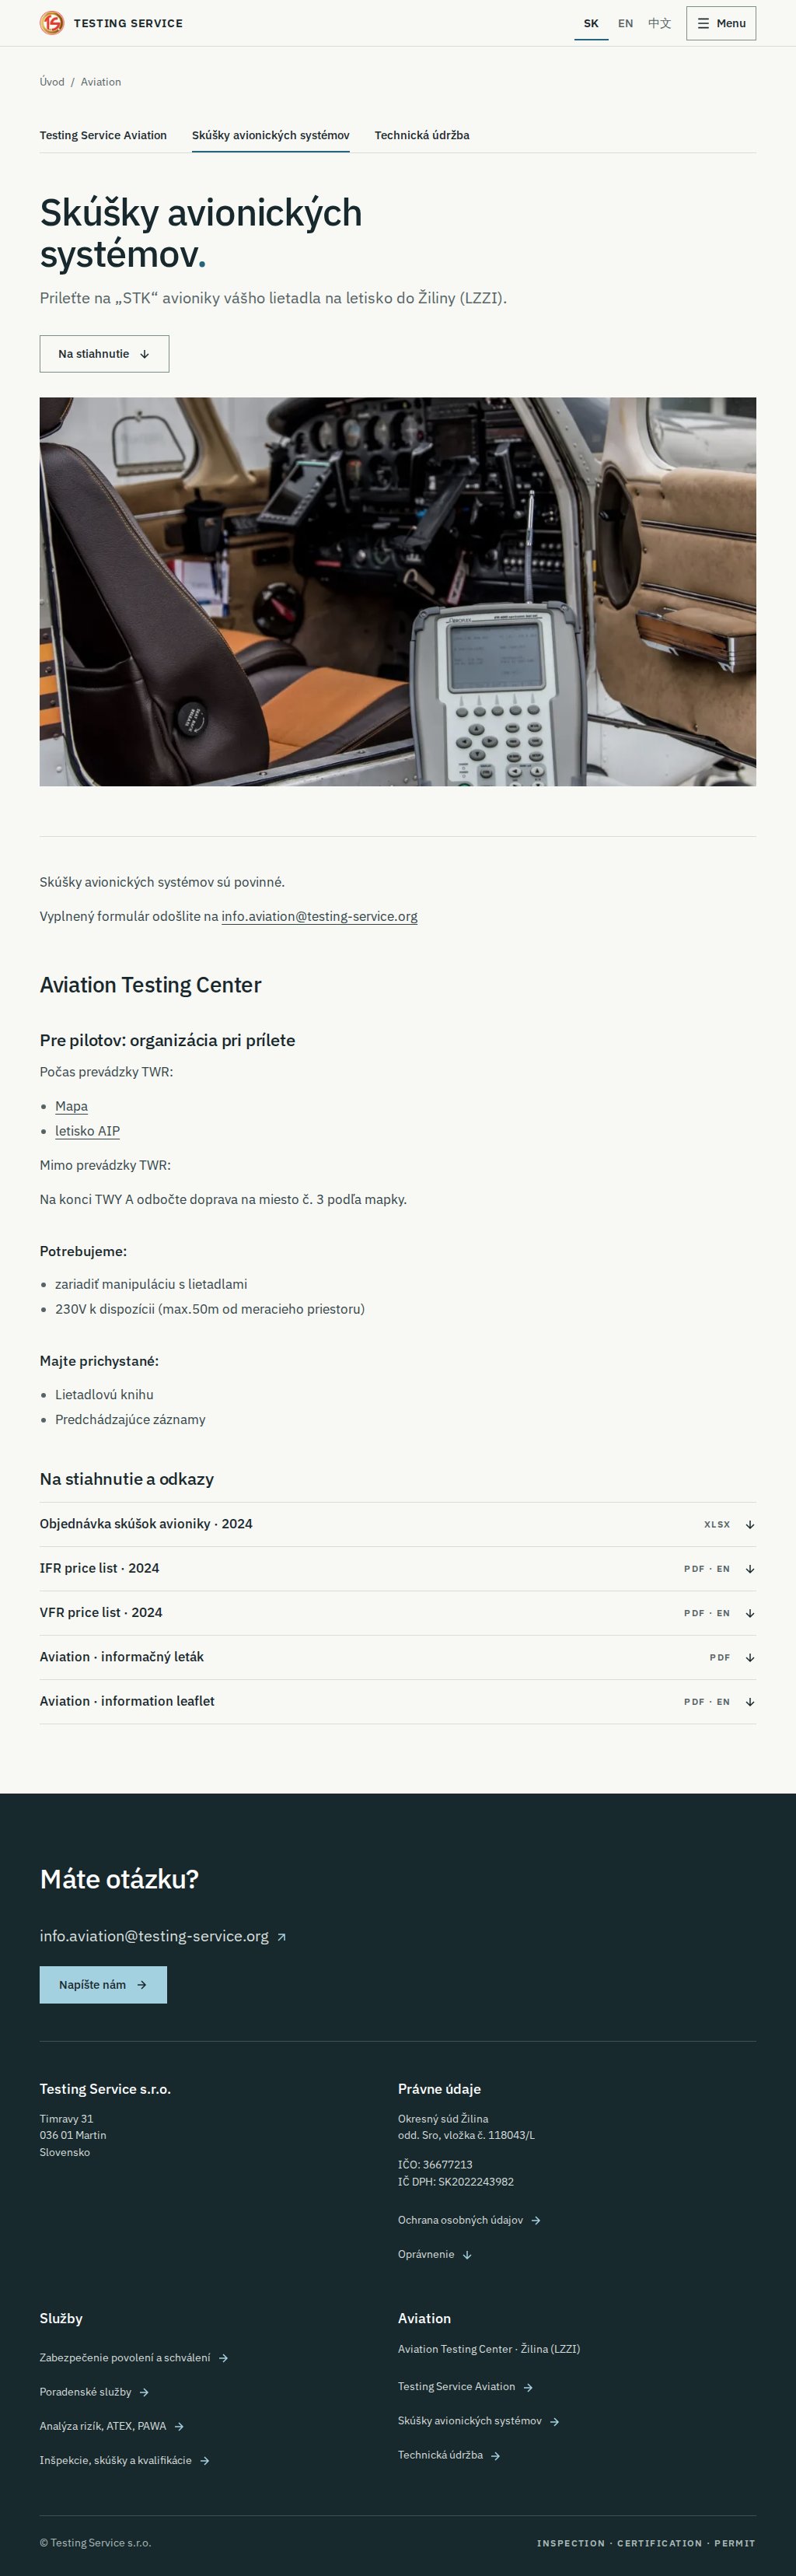 TESTING SERVICE
SK EN 中文 Menu
Úvod / Aviation
Testing Service Aviation Skúšky avionických systémov Technická údržba
Skúšky avionických
systémov.
Prileťte na „STK“ avioniky vášho lietadla na letisko do Žiliny (LZZI).
Na stiahnutie
Skúšky avionických systémov sú povinné.
Vyplnený formulár odošlite na info.aviation@testing-service.org
Aviation Testing Center
Pre pilotov: organizácia pri prílete
Počas prevádzky TWR:
Mapa
letisko AIP
Mimo prevádzky TWR:
Na konci TWY A odbočte doprava na miesto č. 3 podľa mapky.
Potrebujeme:
zariadiť manipuláciu s lietadlami
230V k dispozícii (max.50m od meracieho priestoru)
Majte prichystané:
Lietadlovú knihu
Predchádzajúce záznamy
Na stiahnutie a odkazy
Objednávka skúšok avioniky · 2024 XLSX
IFR price list · 2024 PDF · EN
VFR price list · 2024 PDF · EN
Aviation · informačný leták PDF
Aviation · information leaflet PDF · EN
Máte otázku?
info.aviation@testing-service.org
Napíšte nám
Testing Service s.r.o.
Timravy 31
036 01 Martin
Slovensko
Právne údaje
Okresný súd Žilina
odd. Sro, vložka č. 118043/L
IČO: 36677213
IČ DPH: SK2022243982
Ochrana osobných údajov
Oprávnenie
Služby
Zabezpečenie povolení a schválení
Poradenské služby
Analýza rizík, ATEX, PAWA
Inšpekcie, skúšky a kvalifikácie
Aviation
Aviation Testing Center · Žilina (LZZI)
Testing Service Aviation
Skúšky avionických systémov
Technická údržba
© Testing Service s.r.o.
INSPECTION · CERTIFICATION · PERMIT